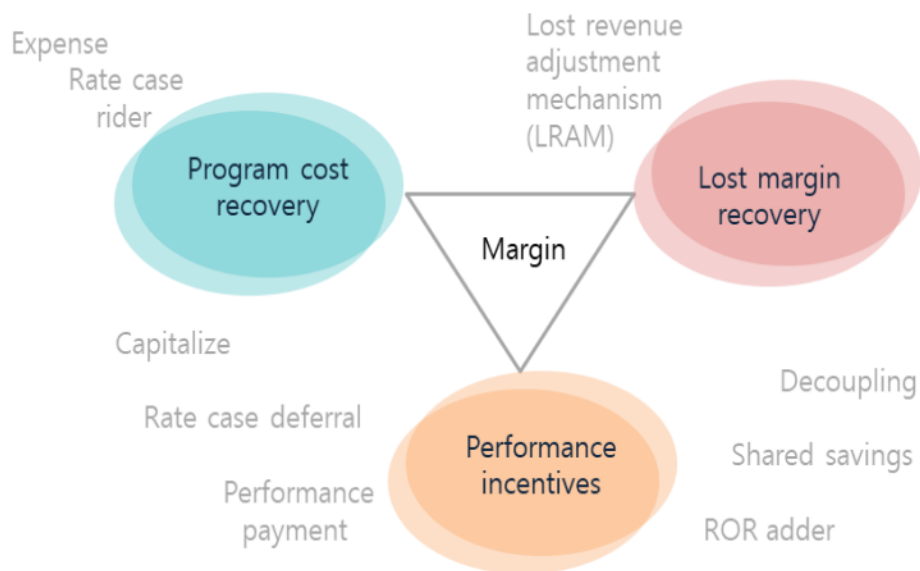 Expense
Rate case
rider
Lost revenue
adjustment
mechanism
(LRAM)
Program cost
recovery
Lost margin
recovery
Margin
Capitalize
Rate case deferral
Performance
payment
Performance
incentives
Decoupling
Shared savings
ROR adder